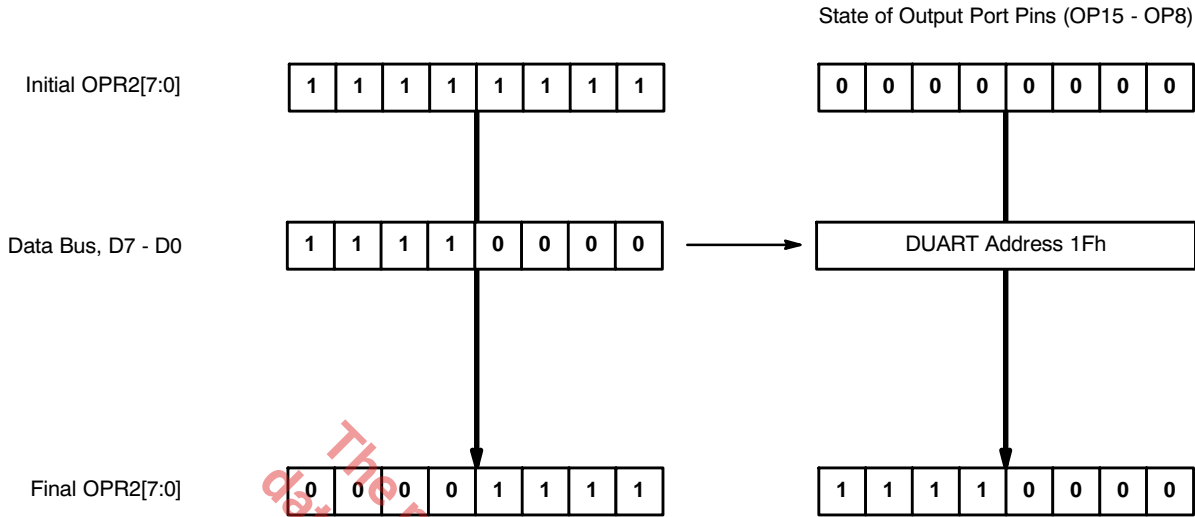 State of Output Port Pins (OP15 - OP8)
Initial OPR2[7:0] 1 1 1 1 1 1 1 1 0 0 0 0 0 0 0 0
Data Bus, D7 - D0 1 1 1 1 0 0 0 0 DUART Address 1Fh
The
Final OPR2[7:0] 0 0 0 0 1 1 1 1 1 1 1 1 0 0 0 0